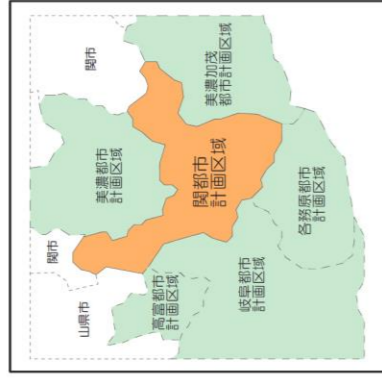 関市
山県市
関市
美濃都市
計画区域
美濃加茂
都市計画区域
高富都市
計画区域
関都市
計画区域
岐阜都市
計画区域
各務原都市
計画区域